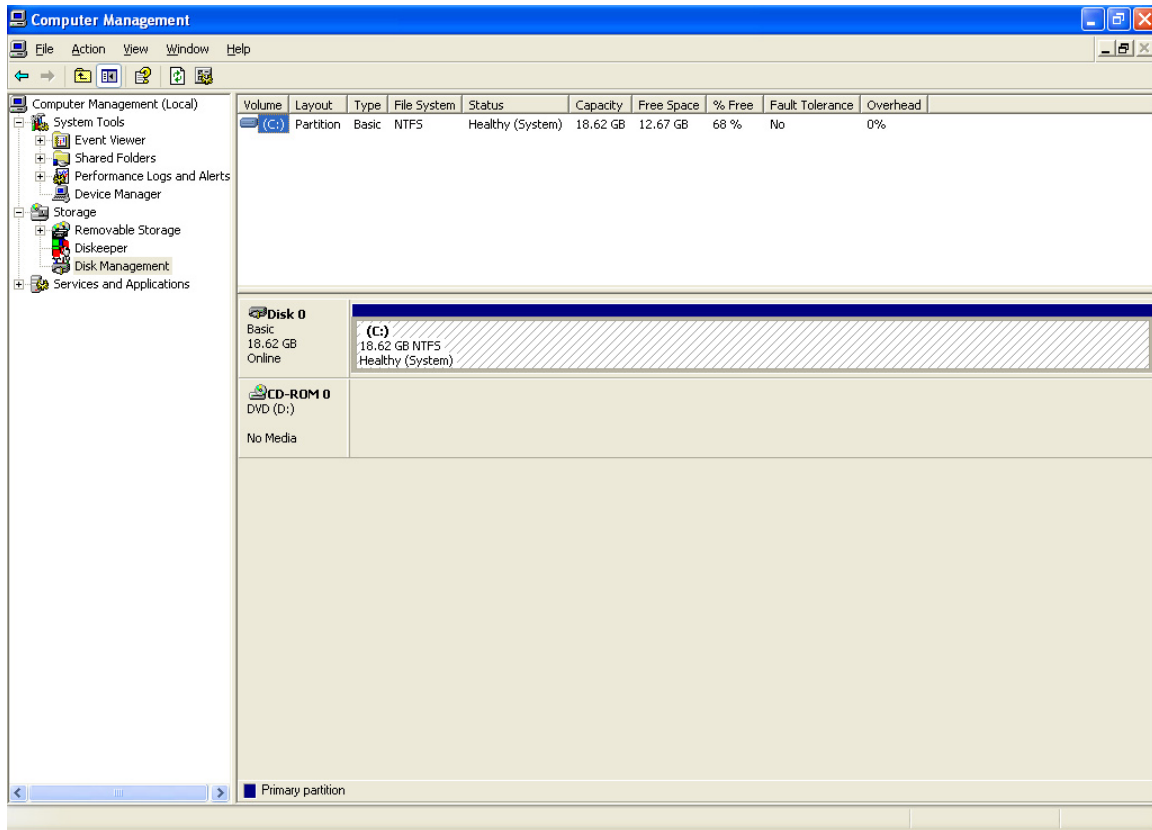 Computer Management
File Action View Window Help
Computer Management (Local)
System Tools
Event Viewer
Shared Folders
Performance Logs and Alerts
Device Manager
Storage
Removable Storage
Diskeeper
Disk Management
Services and Applications
Volume Layout Type File System Status Capacity Free Space % Free Fault Tolerance Overhead
(C:) Partition Basic NTFS Healthy (System) 18.62 GB 12.67 GB 68 % No 0%
Disk 0
Basic
18.62 GB
Online
(C:)
18.62 GB NTFS
Healthy (System)
CD-ROM 0
DVD (D:)
No Media
Primary partition